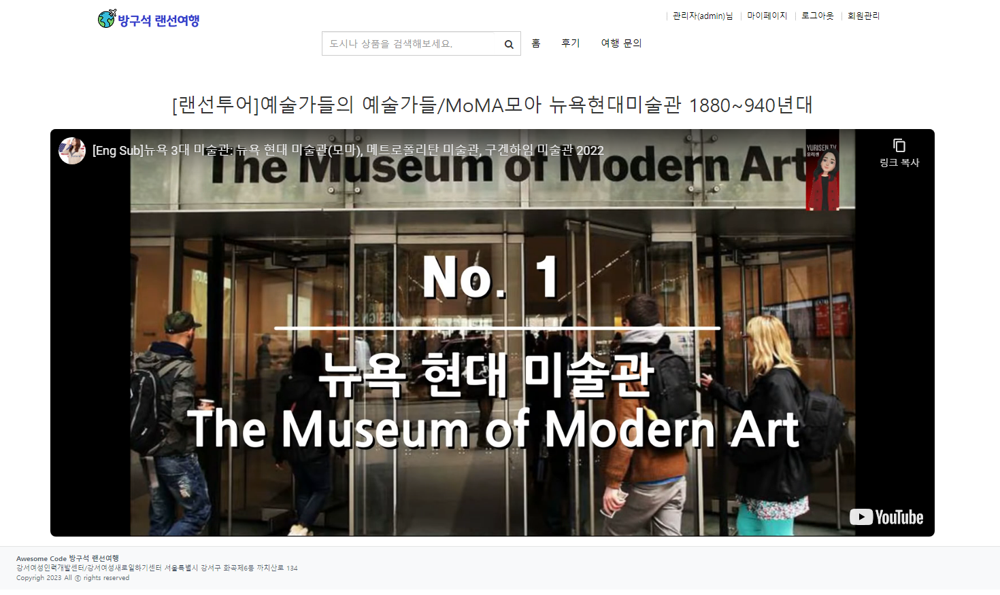 방구석 랜선여행
관리자(admin)님
마이페이지
로그아웃
회원관리
도시나 상품을 검색해보세요.
홈
후기
여행 문의
[랜선투어]예술가들의 예술가들/MoMA모아 뉴욕현대미술관 1880~940년대
[Eng Sub]뉴욕 3대 미술관: 뉴욕 현대 미술관(모마), 메트로폴리탄 미술관, 구겐하임 미술관 2022
링크 복사
YURISEN TV
유리센
The Museum of Modern Art
No. 1
뉴욕 현대 미술관
The Museum of Modern Art
YouTube
Awesome Code 방구석 랜선여행
강서여성인력개발센터/강서여성새로일하기센터 서울특별시 강서구 화곡제6동 까치산로 134
Copyrigh 2023 All ⓒ rights reserved